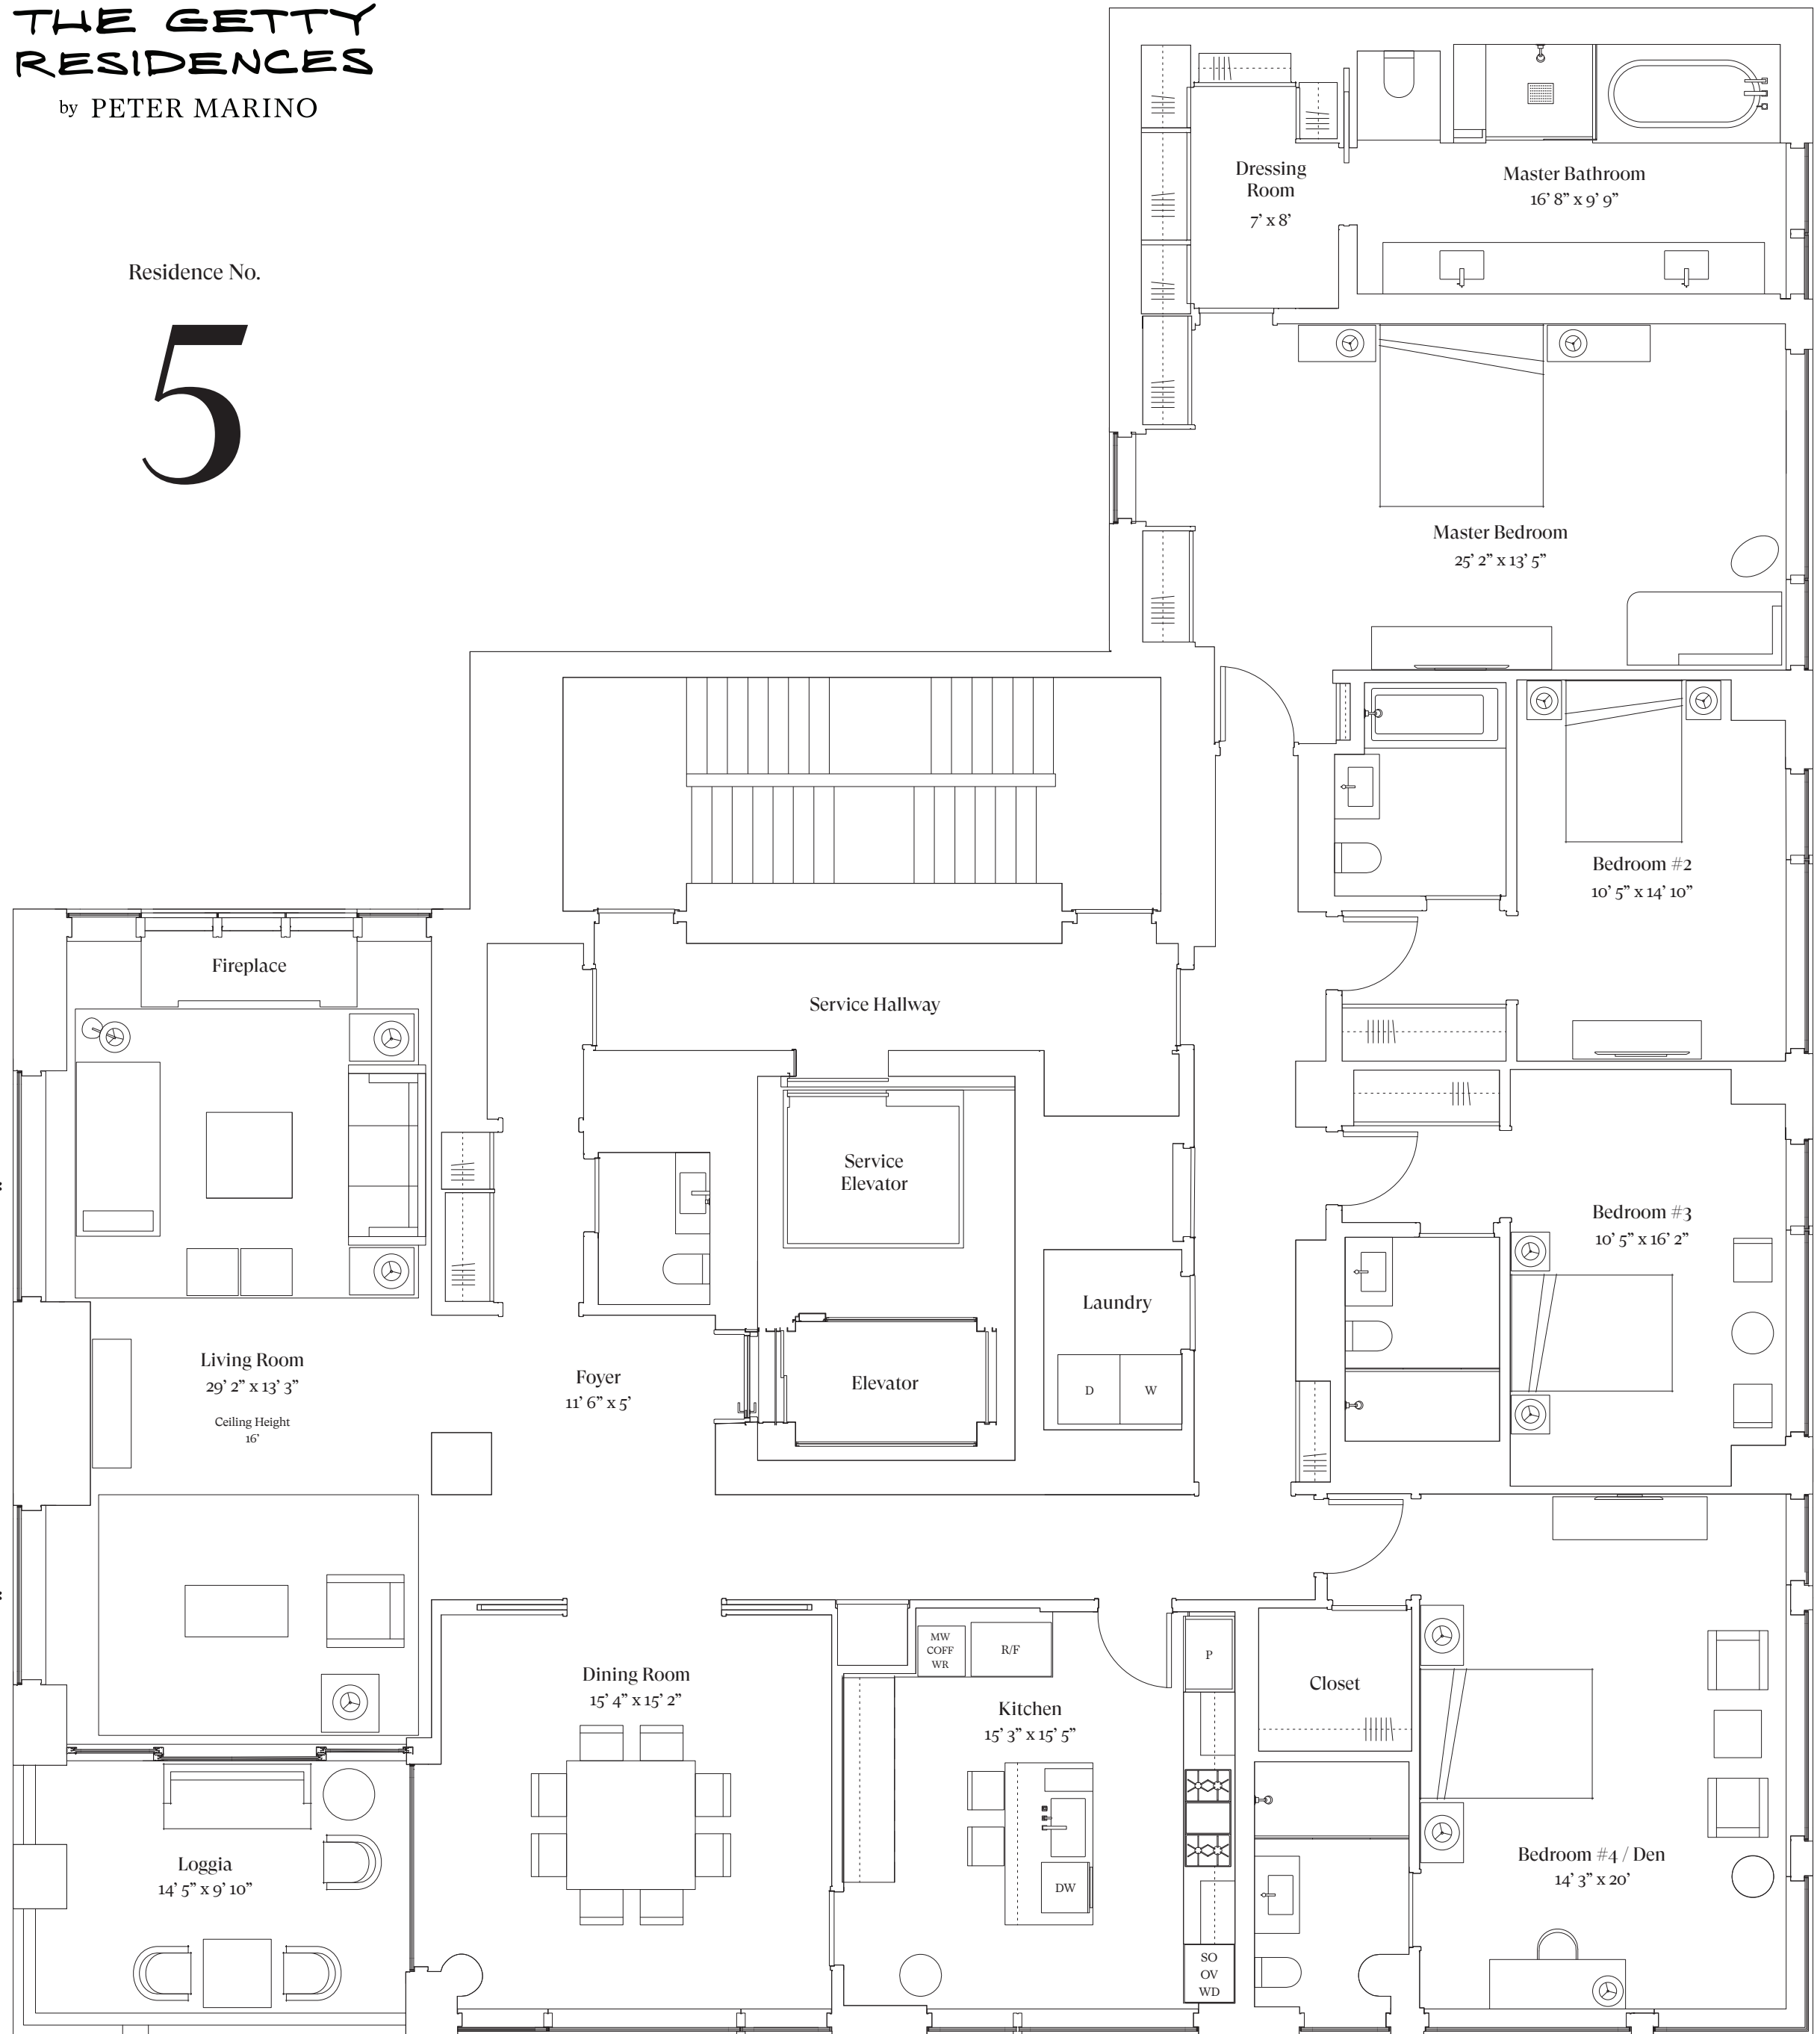 THE GETTY
RESIDENCES
by PETER MARINO
Residence No.
5
Dressing
Room
7’ x 8’
Master Bathroom
16’ 8” x 9’ 9”
Master Bedroom
25’ 2” x 13’ 5”
Bedroom #2
10’ 5” x 14’ 10”
Fireplace
Service Hallway
Service
Elevator
Bedroom #3
10’ 5” x 16’ 2”
Laundry
D W
Living Room
29’ 2” x 13’ 3”
Ceiling Height
16’
Foyer
11’ 6” x 5’
Elevator
Dining Room
15’ 4” x 15’ 2”
MW
COFF
WR
R/F
P
Kitchen
15’ 3” x 15’ 5”
Closet
DW
Loggia
14’ 5” x 9’ 10”
Bedroom #4 / Den
14’ 3” x 20’
SO
OV
WD